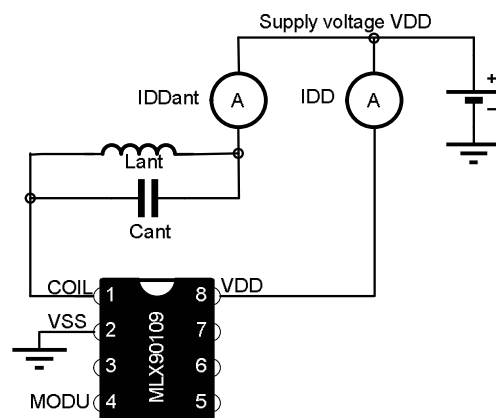 Supply voltage VDD
IDDant
A
IDD
A
+
−
Lant
Cant
COIL
1
8
VDD
VSS
2
7
3
6
MODU
4
5
MLX90109